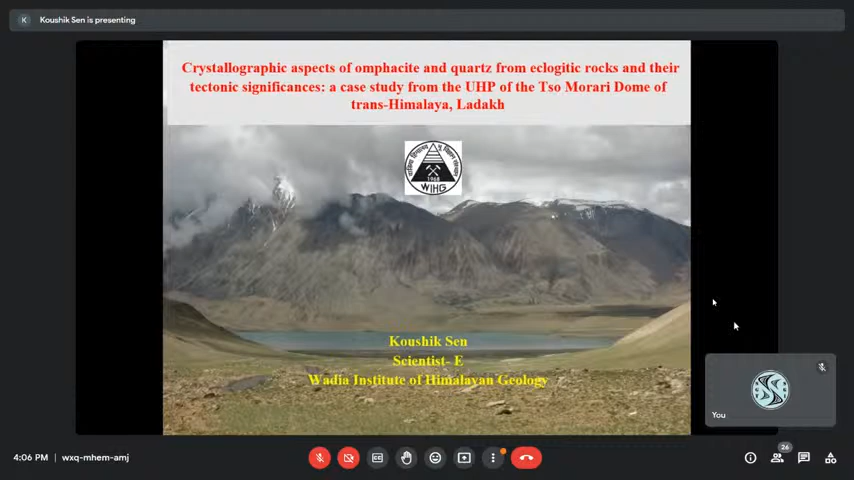 K Koushik Sen is presenting
Crystallographic aspects of omphacite and quartz from eclogitic rocks and their
tectonic significances: a case study from the UHP of the Tso Morari Dome of
trans-Himalaya, Ladakh
1968
WIHG
Koushik Sen
Scientist- E
Wadia Institute of Himalayan Geology
You
26
4:06 PM | wxq-mhem-amj